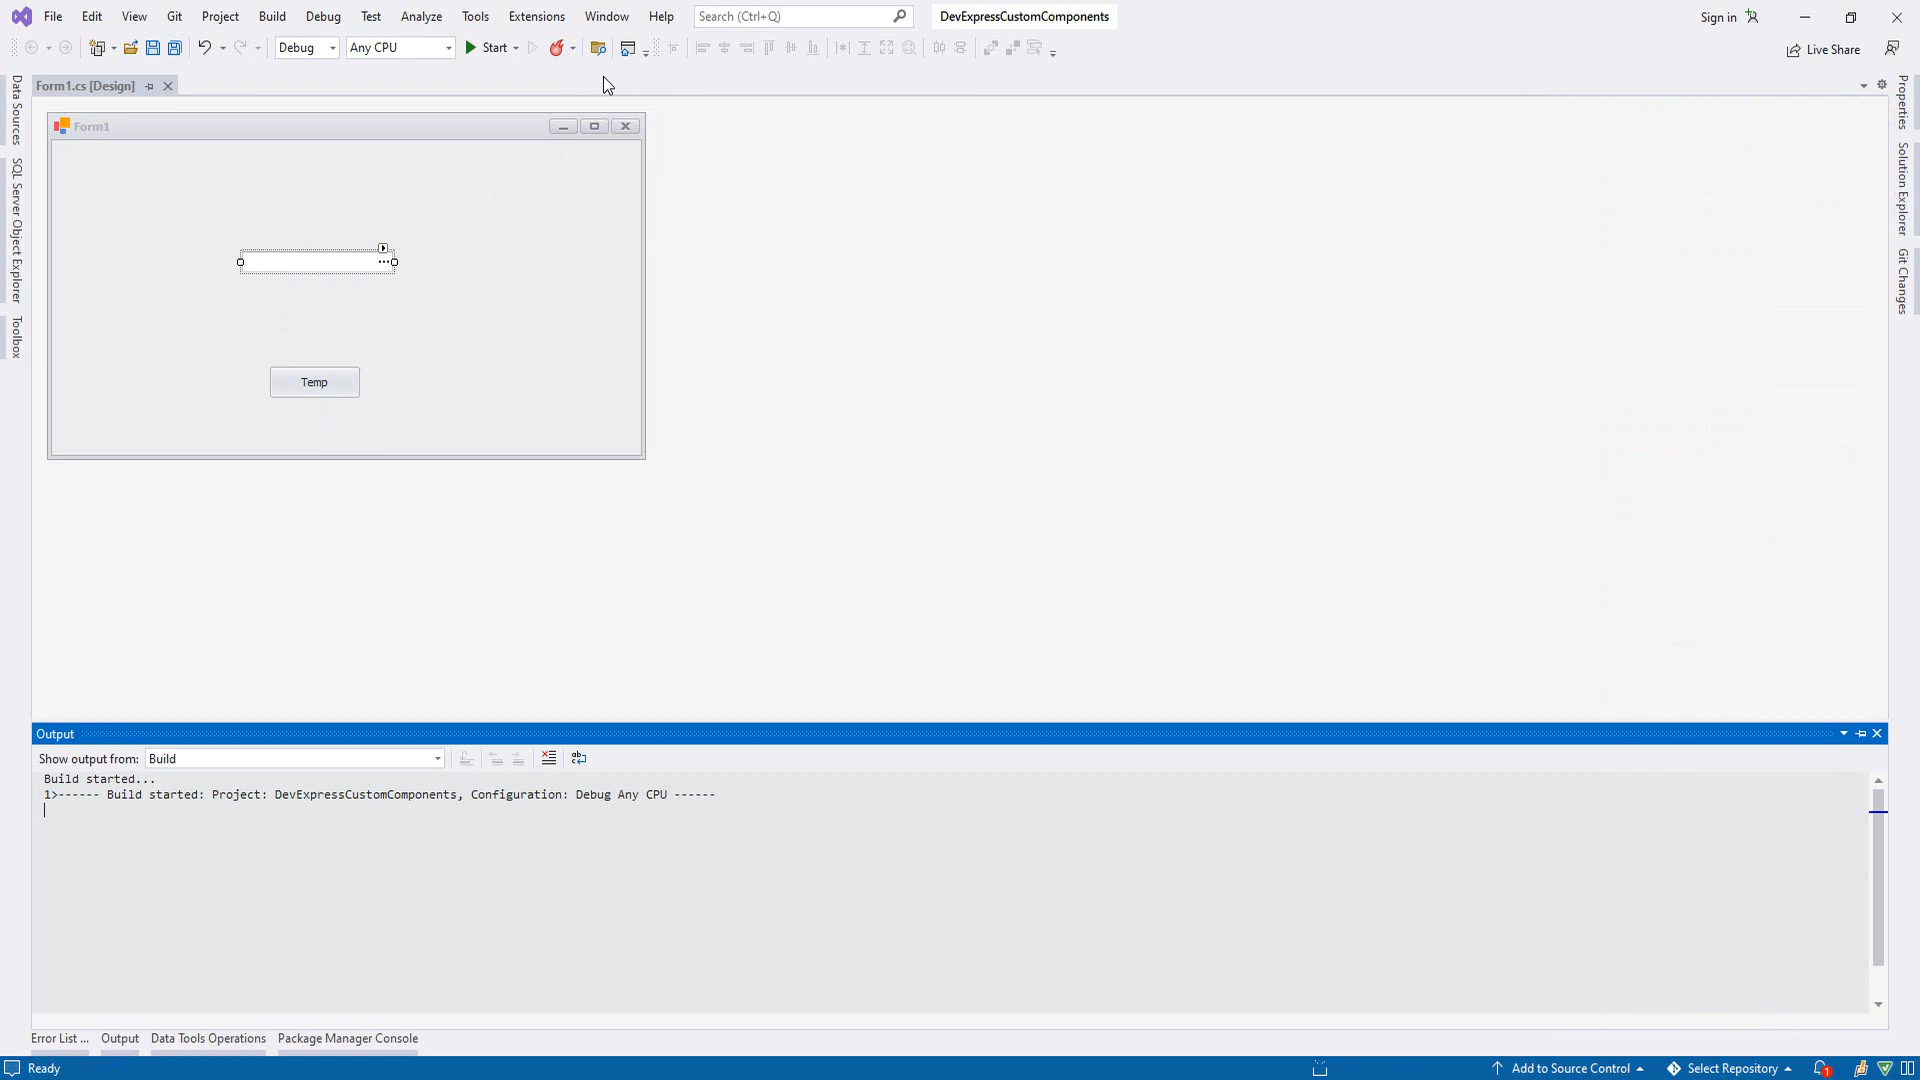 File Edit View Git Project Build Debug Test Analyze Tools Extensions Window Help Search (Ctrl+Q) DevExpressCustomComponents Sign in
Debug Any CPU Start Live Share
Form1.cs [Design]
Form1
Temp
Data Sources
SQL Server Object Explorer
Toolbox
Properties
Solution Explorer
Git Changes
Output
Show output from: Build
Build started...
1>------ Build started: Project: DevExpressCustomComponents, Configuration: Debug Any CPU ------
Error List ... Output Data Tools Operations Package Manager Console
Ready Add to Source Control Select Repository 1